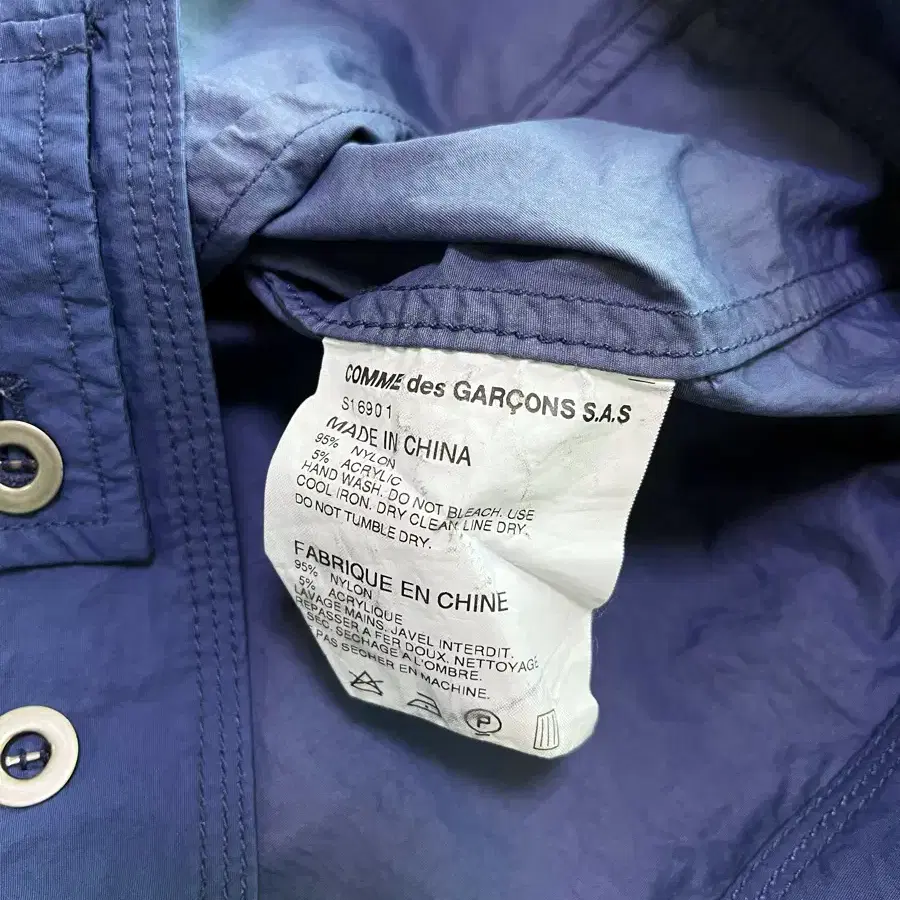 COMME des GARÇONS S.A.S
S16901
MADE IN CHINA
95% NYLON
5% ACRYLIC
HAND WASH. DO NOT BLEACH. USE
COOL IRON. DRY CLEAN. LINE DRY.
DO NOT TUMBLE DRY.
FABRIQUE EN CHINE
95% NYLON
5% ACRYLIQUE
LAVAGE MAINS. JAVEL INTERDIT.
REPASSER A FER DOUX. NETTOYAGE
SEC. SECHAGE A L'OMBRE.
PAS SECHER EN MACHINE.
P